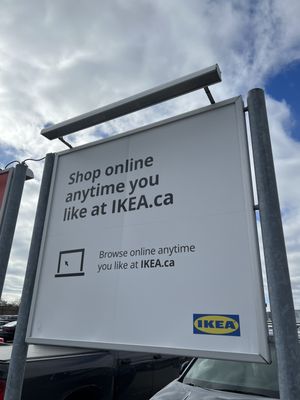 Shop online
anytime you
like at IKEA.ca
Browse online anytime
you like at IKEA.ca
IKEA